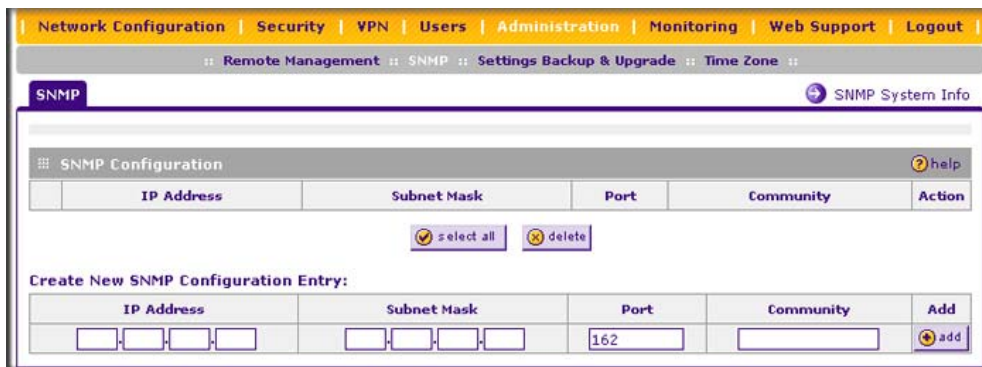 Network Configuration | Security | VPN | Users | Administration | Monitoring | Web Support | Logout
:: Remote Management :: SNMP :: Settings Backup & Upgrade :: Time Zone ::
SNMP
SNMP System Info
SNMP Configuration
help
IP Address Subnet Mask Port Community Action
select all delete
Create New SNMP Configuration Entry:
IP Address Subnet Mask Port Community Add
. . . . . . 162 add